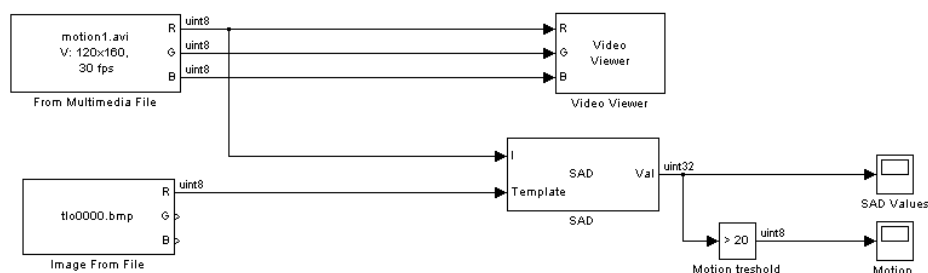 motion1.avi
V: 120x160,
30 fps
R
G
B
uint8
uint8
uint8
From Multimedia File
R
G
B
Video
Viewer
Video Viewer
tlo0000.bmp
R
G
B
uint8
Image From File
I
Template
SAD
Val
SAD
uint32
SAD Values
> 20
uint8
Motion treshold
Motion